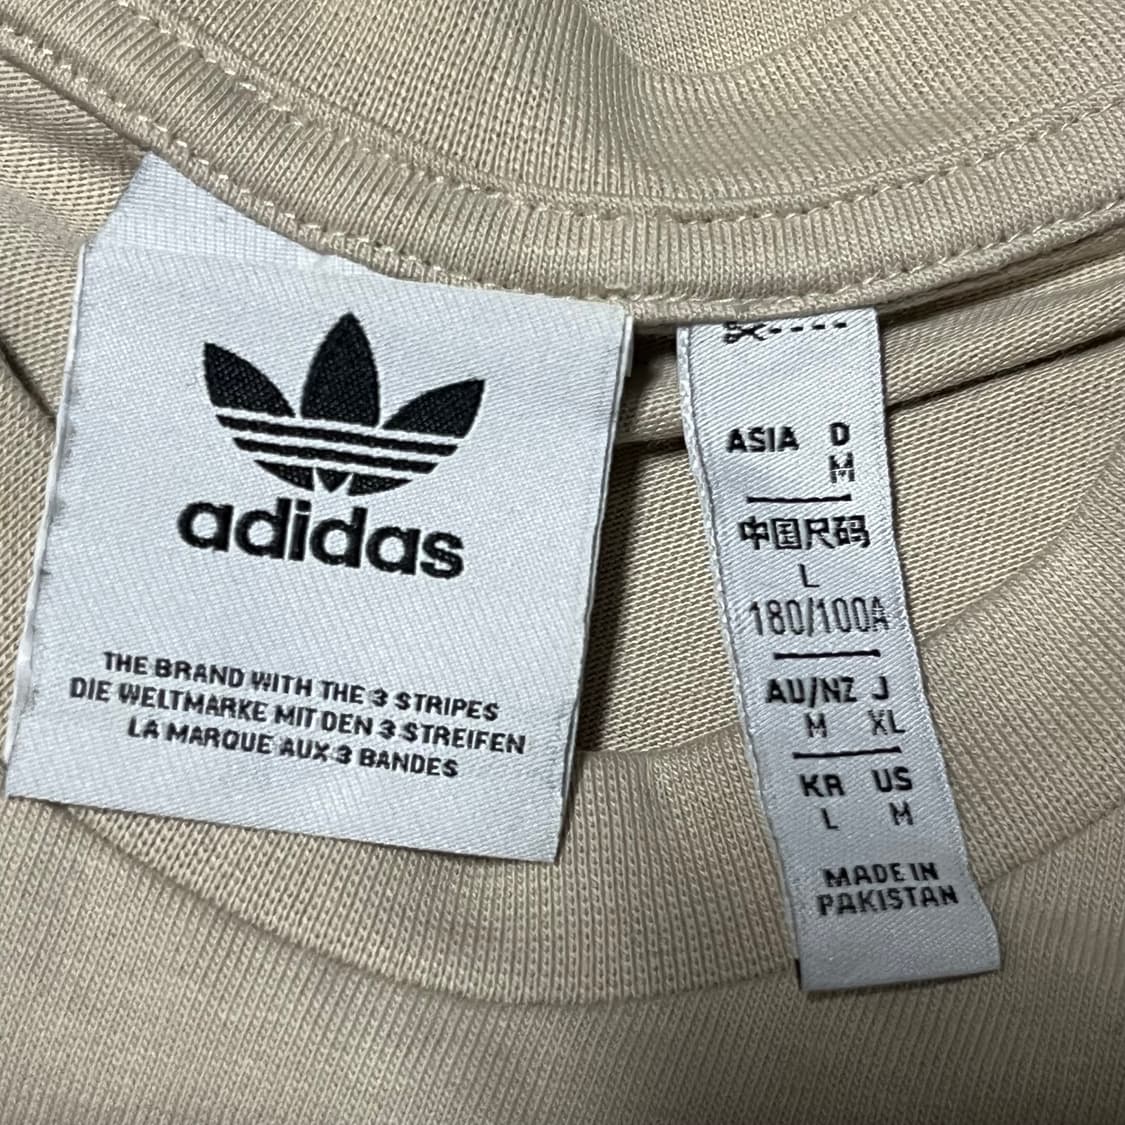 adidas
THE BRAND WITH THE 3 STRIPES
DIE WELTMARKE MIT DEN 3 STREIFEN
LA MARQUE AUX 3 BANDES
ASIA D
M
中国尺码
L
180/100A
AU/NZ J
M XL
KR US
L M
MADE IN
PAKISTAN